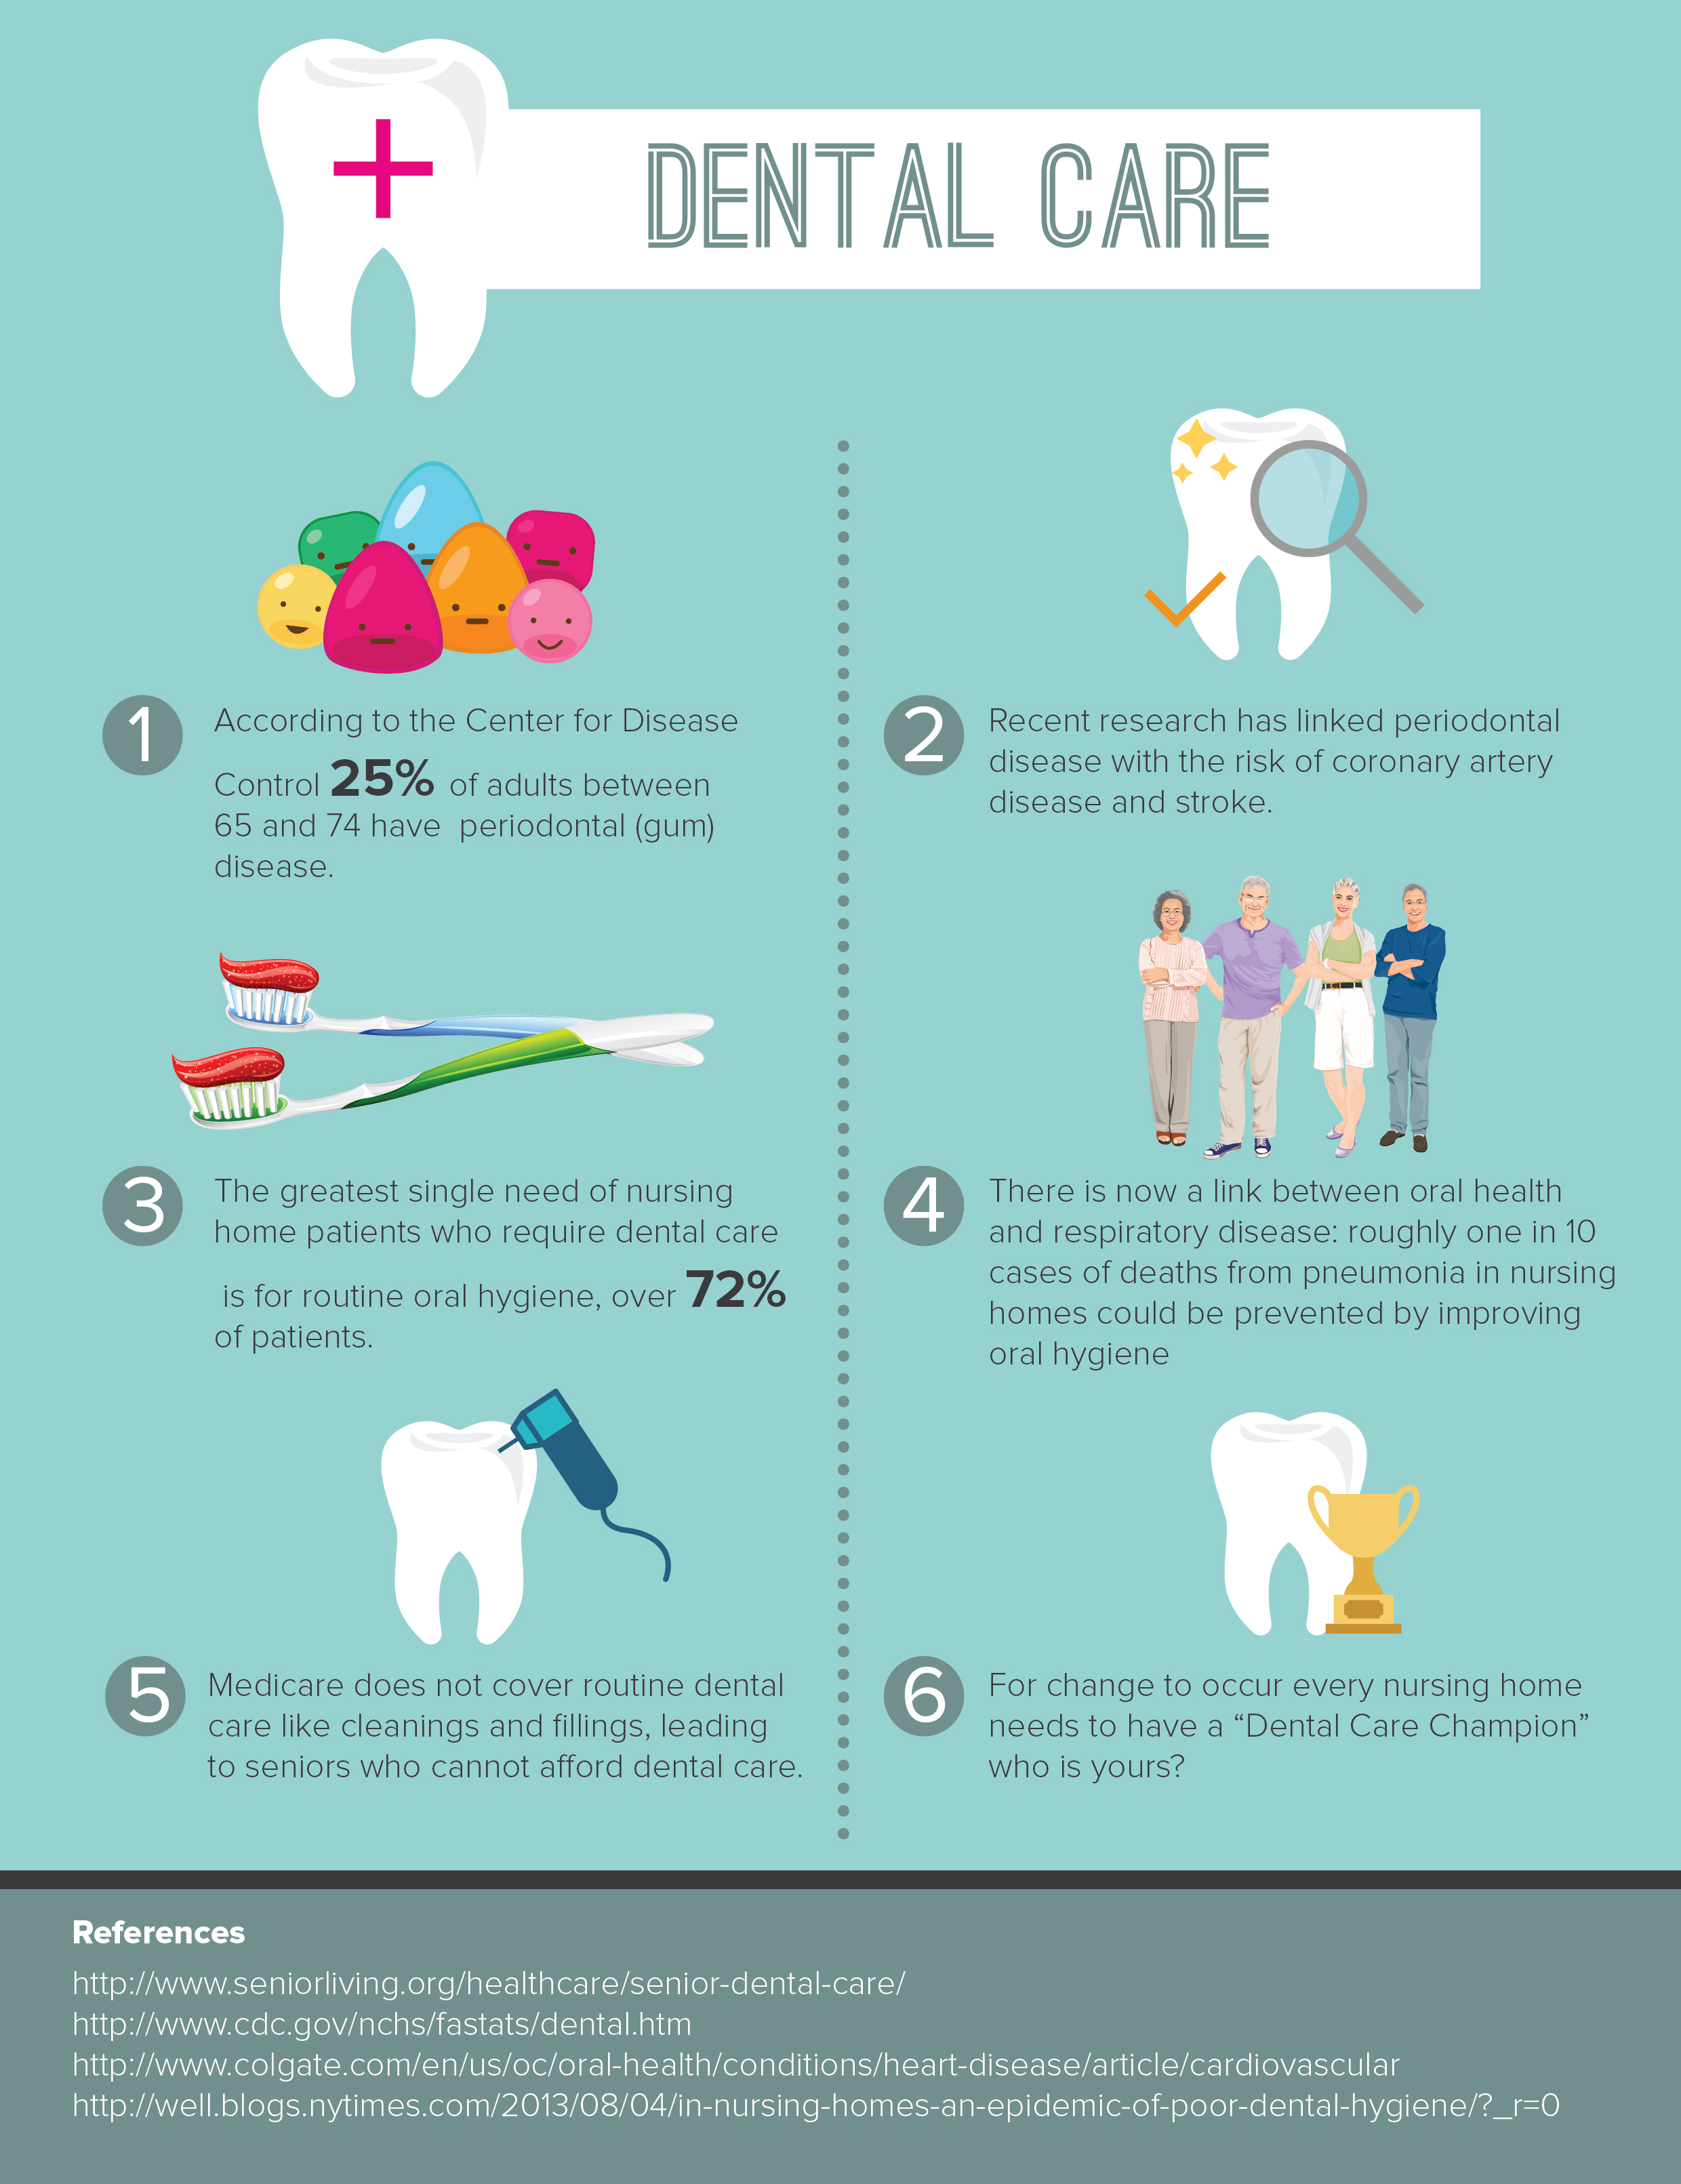 DENTAL CARE
1
According to the Center for Disease
Control 25% of adults between
65 and 74 have periodontal (gum)
disease.
2
Recent research has linked periodontal
disease with the risk of coronary artery
disease and stroke.
3
The greatest single need of nursing
home patients who require dental care
is for routine oral hygiene, over 72%
of patients.
4
There is now a link between oral health
and respiratory disease: roughly one in 10
cases of deaths from pneumonia in nursing
homes could be prevented by improving
oral hygiene
5
Medicare does not cover routine dental
care like cleanings and fillings, leading
to seniors who cannot afford dental care.
6
For change to occur every nursing home
needs to have a “Dental Care Champion”
who is yours?
References
http://www.seniorliving.org/healthcare/senior-dental-care/
http://www.cdc.gov/nchs/fastats/dental.htm
http://www.colgate.com/en/us/oc/oral-health/conditions/heart-disease/article/cardiovascular
http://well.blogs.nytimes.com/2013/08/04/in-nursing-homes-an-epidemic-of-poor-dental-hygiene/?_r=0